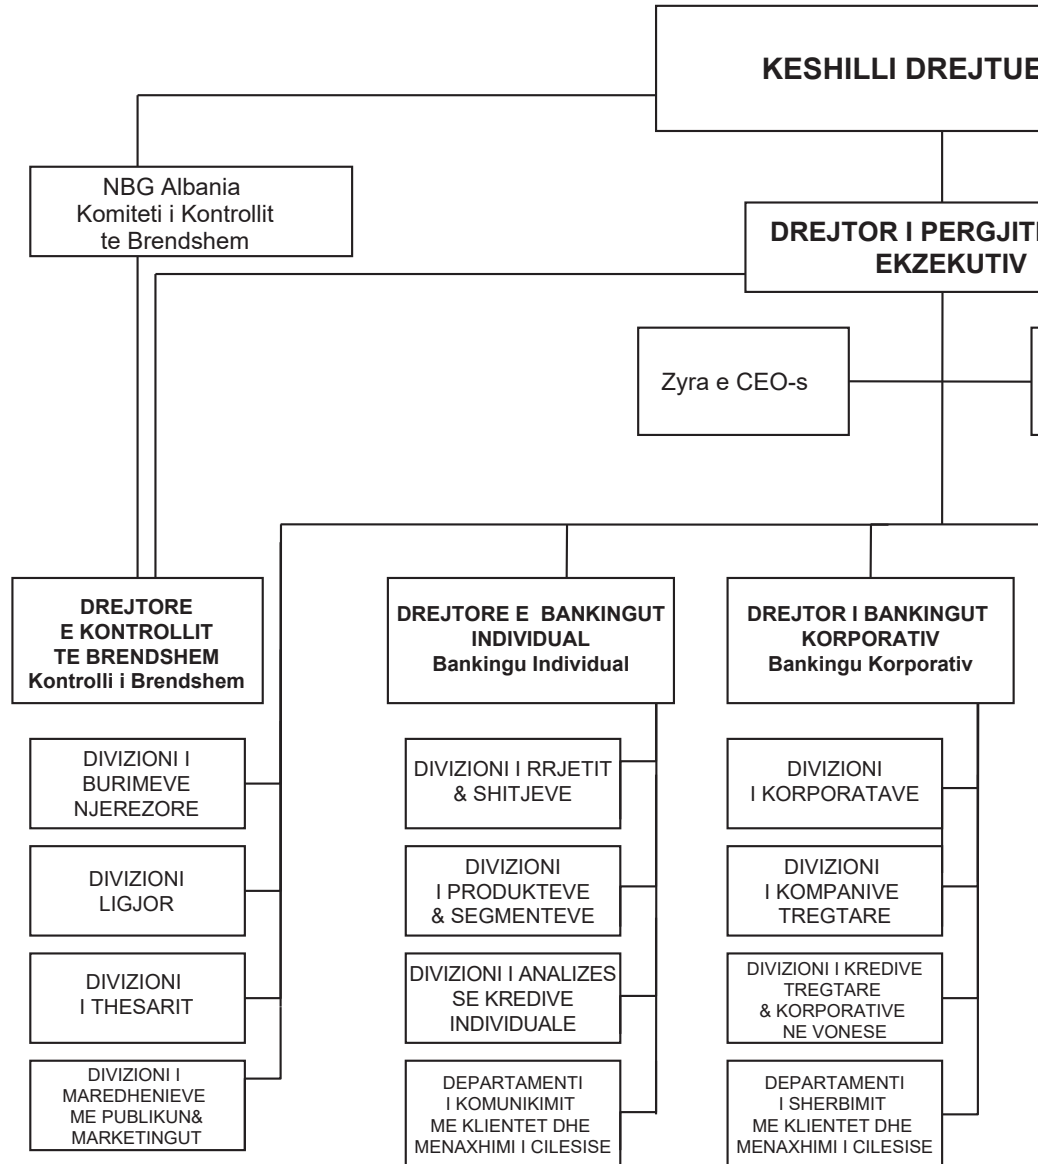 KESHILLI DREJTUE
NBG Albania
Komiteti i Kontrollit
te Brendshem
DREJTOR I PERGJIT
EKZEKUTIV
Zyra e CEO-s
DREJTORE
E KONTROLLIT
TE BRENDSHEM
Kontrolli i Brendshem
DREJTORE E BANKINGUT
INDIVIDUAL
Bankingu Individual
DREJTOR I BANKINGUT
KORPORATIV
Bankingu Korporativ
DIVIZIONI I
BURIMEVE
NJEREZORE
DIVIZIONI
LIGJOR
DIVIZIONI
I THESARIT
DIVIZIONI I
MAREDHENIEVE
ME PUBLIKUN&
MARKETINGUT
DIVIZIONI I RRJETIT
& SHITJEVE
DIVIZIONI
I PRODUKTEVE
& SEGMENTEVE
DIVIZIONI I ANALIZES
SE KREDIVE
INDIVIDUALE
DEPARTAMENTI
I KOMUNIKIMIT
ME KLIENTET DHE
MENAXHIMI I CILESISE
DIVIZIONI
I KORPORATAVE
DIVIZIONI
I KOMPANIVE
TREGTARE
DIVIZIONI I KREDIVE
TREGTARE
& KORPORATIVE
NE VONESE
DEPARTAMENTI
I SHERBIMIT
ME KLIENTET DHE
MENAXHIMI I CILESISE